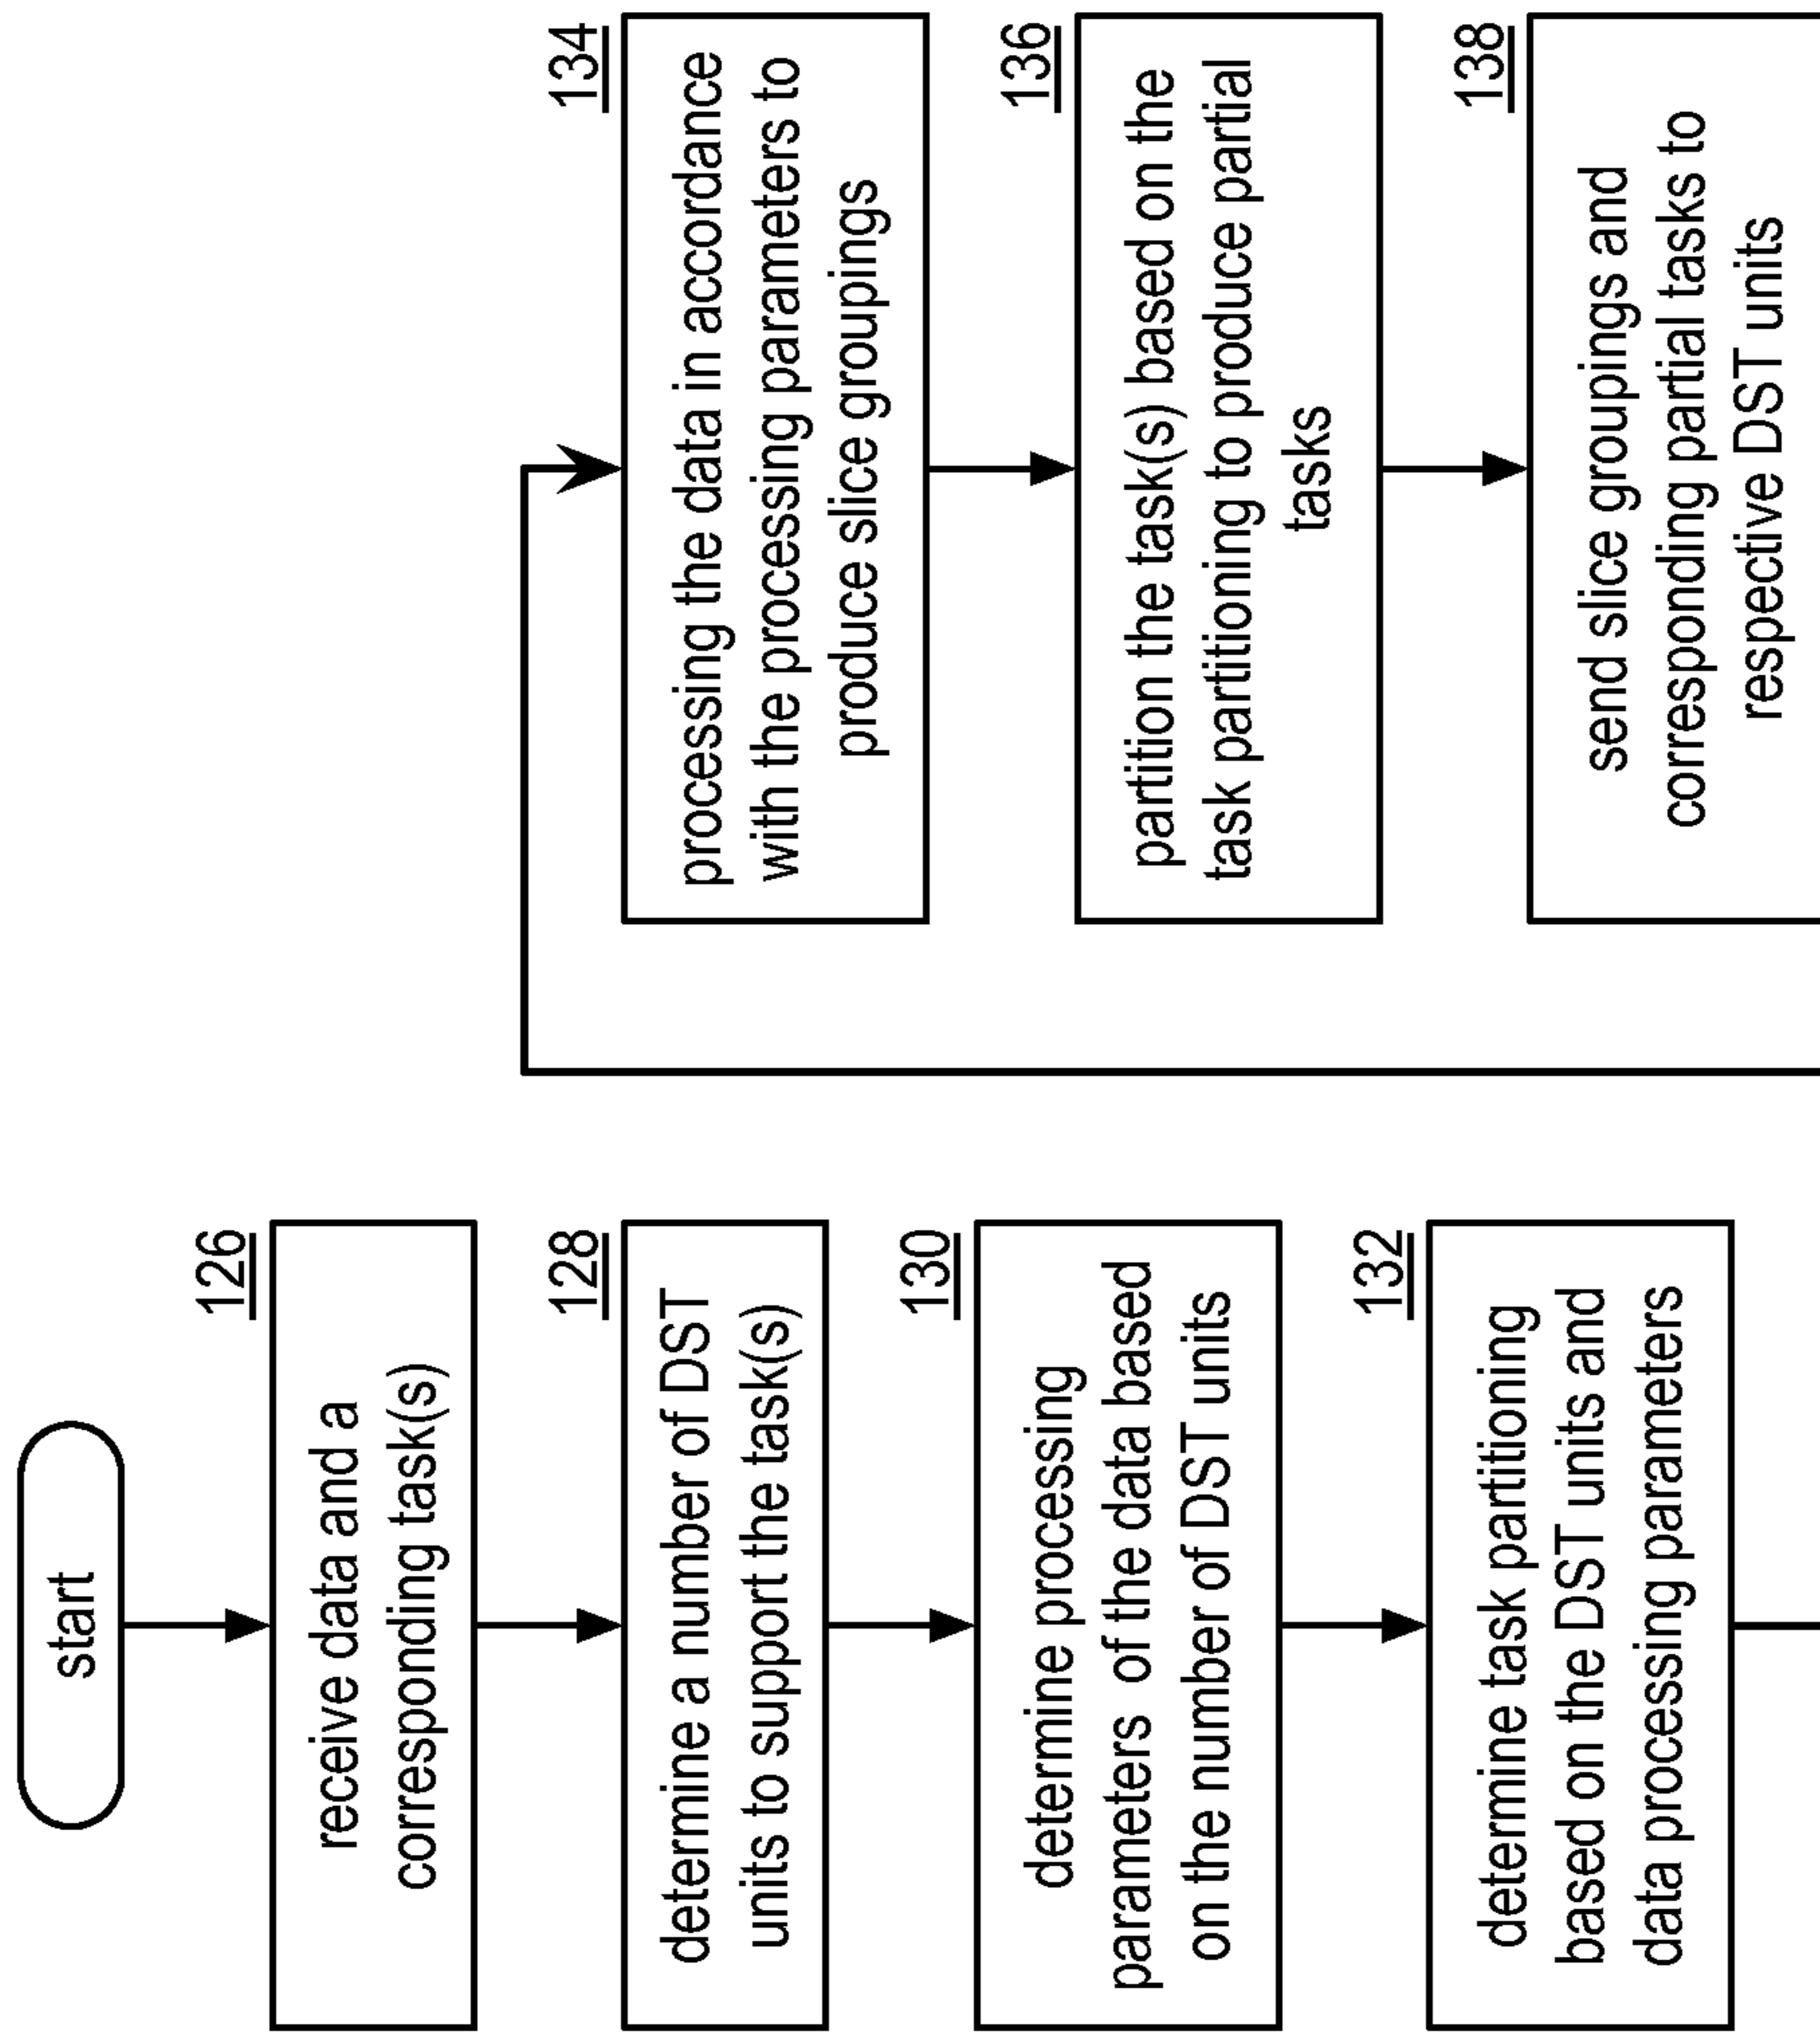 start
126
receive data and a
corresponding task(s)
128
determine a number of DST
units to support the task(s)
130
determine processing
parameters of the data based
on the number of DST units
132
determine task partitioning
based on the DST units and
data processing parameters
134
processing the data in accordance
with the processing parameters to
produce slice groupings
136
partition the task(s) based on the
task partitioning to produce partial
tasks
138
send slice groupings and
corresponding partial tasks to
respective DST units